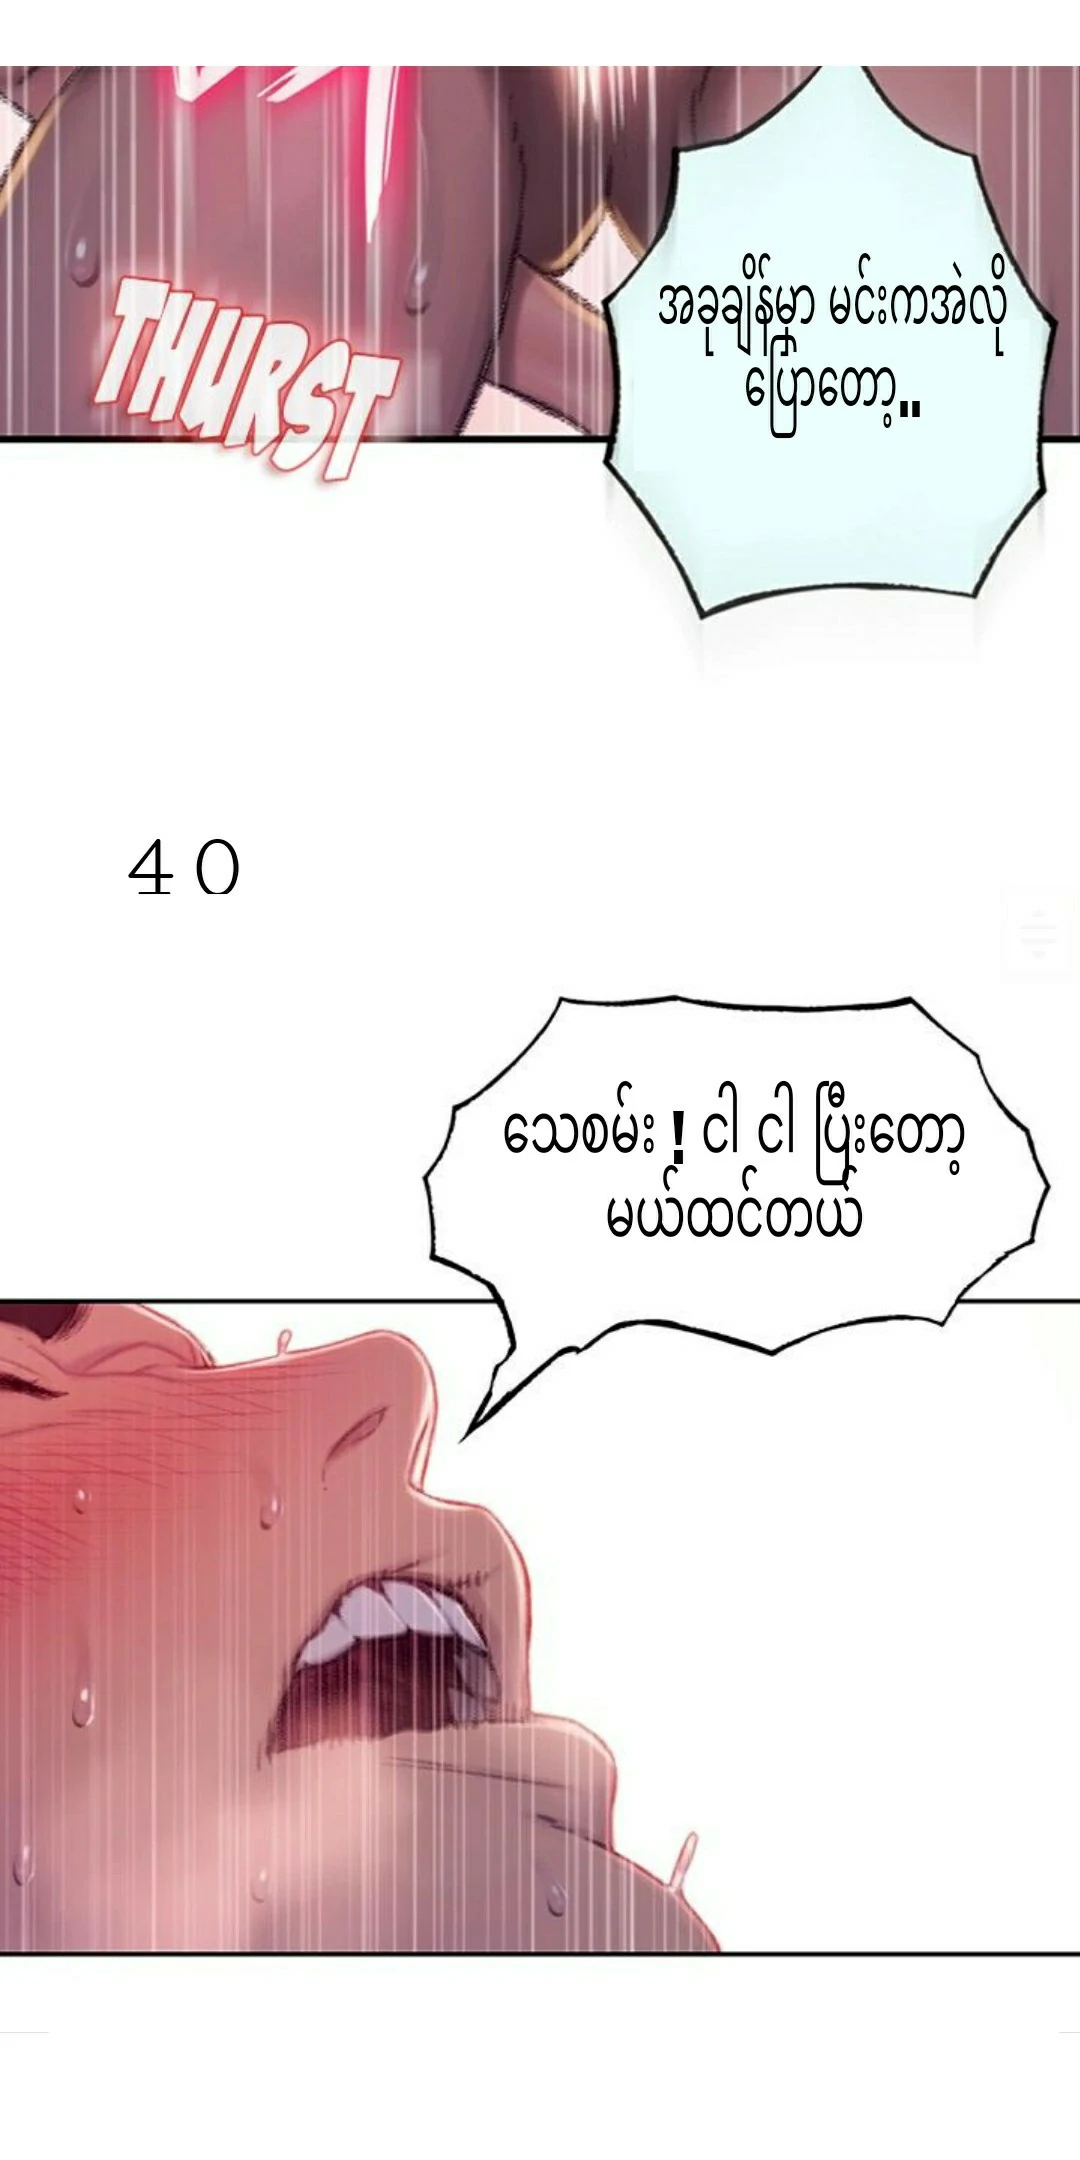 THURST
အခုချိန်မှာ မင်းကအဲလို
ပြောတော့..
40
သေစမ်း! ငါ ငါ ပြီးတော့
မယ်ထင်တယ်